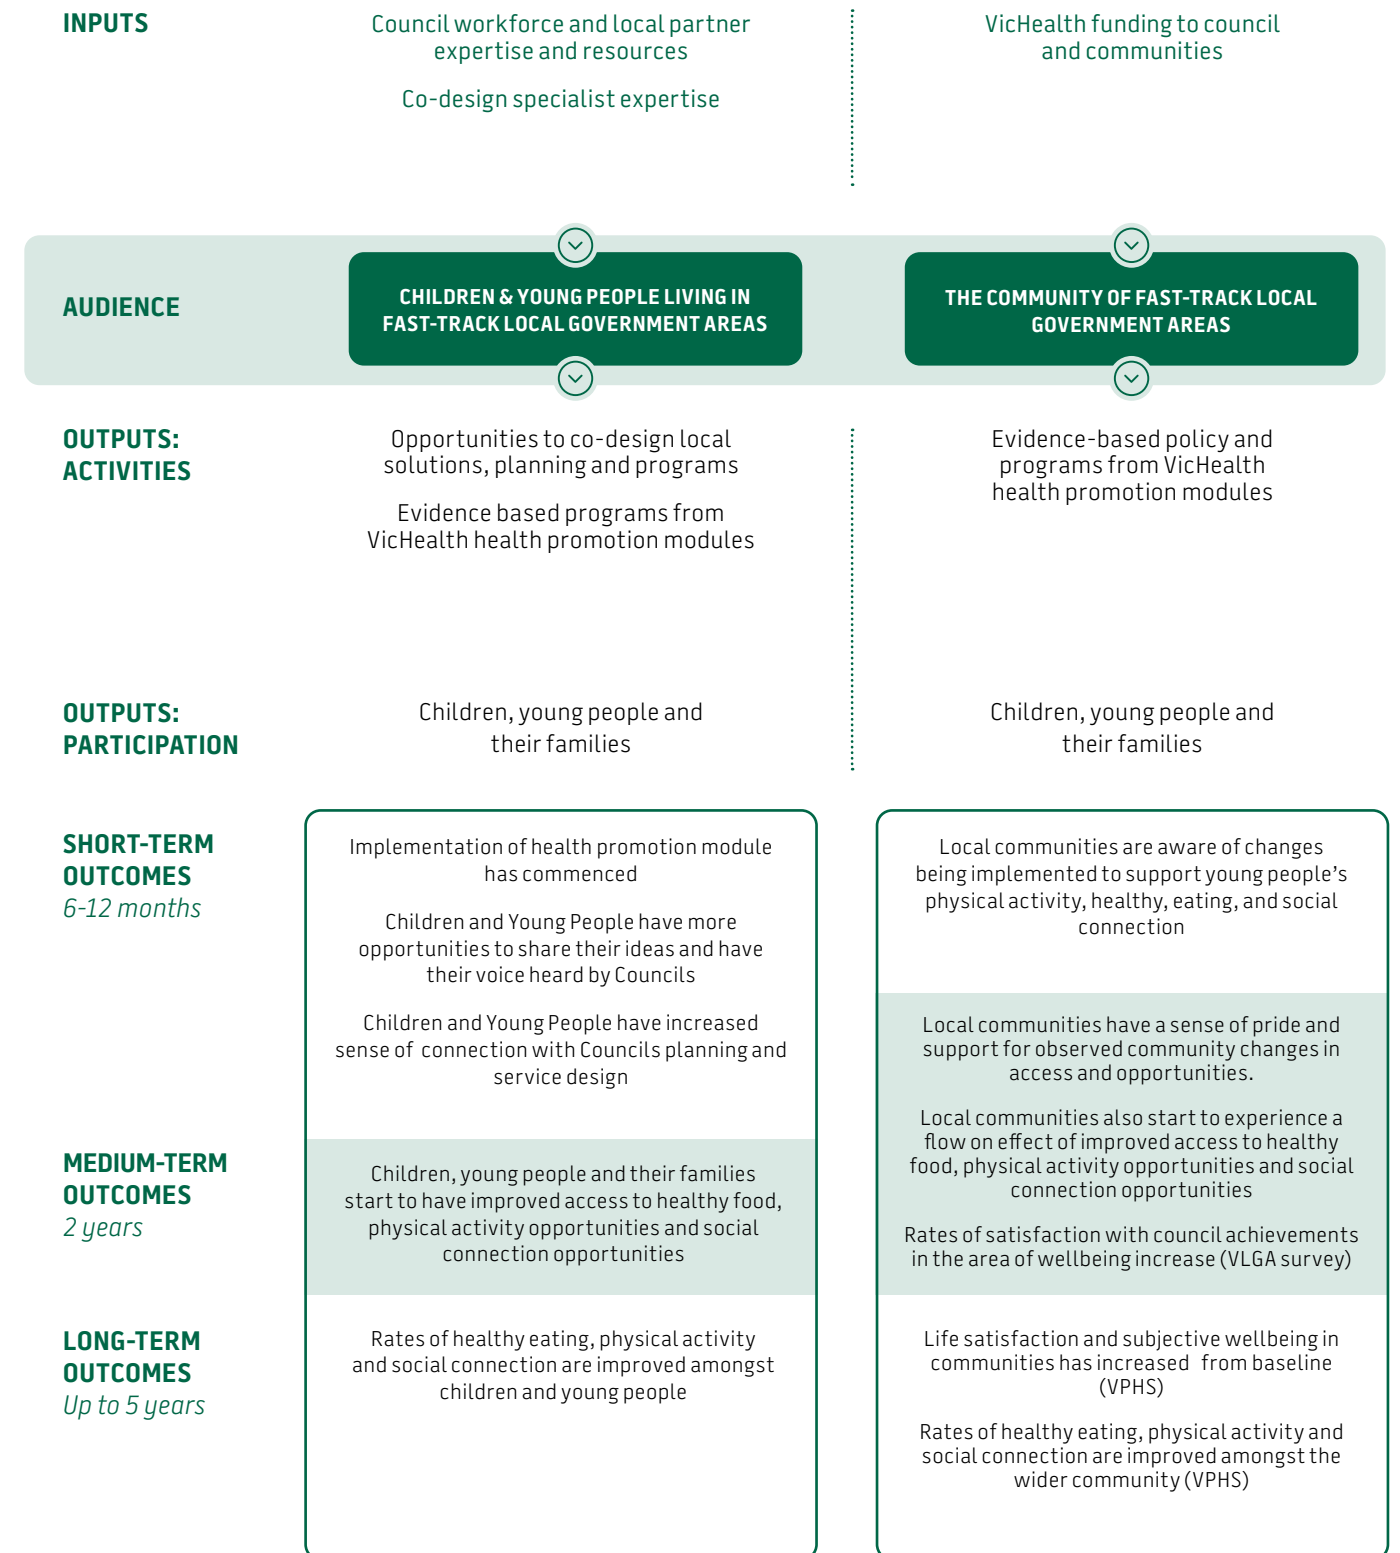 INPUTS
Council workforce and local partner
expertise and resources
Co-design specialist expertise
VicHealth funding to council
and communities
AUDIENCE
CHILDREN & YOUNG PEOPLE LIVING IN
FAST-TRACK LOCAL GOVERNMENT AREAS
THE COMMUNITY OF FAST-TRACK LOCAL
GOVERNMENT AREAS
OUTPUTS:
ACTIVITIES
Opportunities to co-design local
solutions, planning and programs
Evidence based programs from
VicHealth health promotion modules
Evidence-based policy and
programs from VicHealth
health promotion modules
OUTPUTS:
PARTICIPATION
Children, young people and
their families
Children, young people and
their families
SHORT-TERM
OUTCOMES
6-12 months
Implementation of health promotion module
has commenced
Children and Young People have more
opportunities to share their ideas and have
their voice heard by Councils
Children and Young People have increased
sense of connection with Councils planning and
service design
Local communities are aware of changes
being implemented to support young people’s
physical activity, healthy, eating, and social
connection
MEDIUM-TERM
OUTCOMES
2 years
Children, young people and their families
start to have improved access to healthy food,
physical activity opportunities and social
connection opportunities
Local communities have a sense of pride and
support for observed community changes in
access and opportunities.
Local communities also start to experience a
flow on effect of improved access to healthy
food, physical activity opportunities and social
connection opportunities
Rates of satisfaction with council achievements
in the area of wellbeing increase (VLGA survey)
LONG-TERM
OUTCOMES
Up to 5 years
Rates of healthy eating, physical activity
and social connection are improved amongst
children and young people
Life satisfaction and subjective wellbeing in
communities has increased from baseline
(VPHS)
Rates of healthy eating, physical activity and
social connection are improved amongst the
wider community (VPHS)